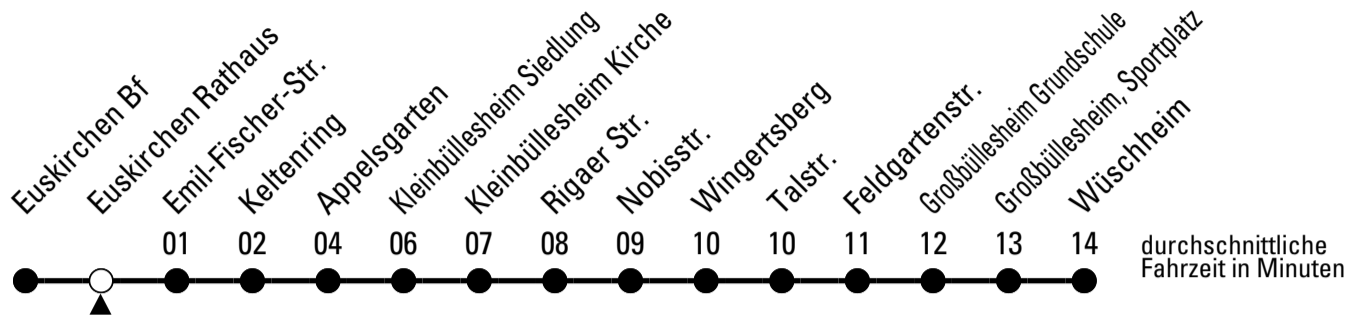 Euskirchen Bf
Euskirchen Rathaus
Emil-Fischer-Str.
Keltenring
Appelsgarten
Kleinbüllesheim Siedlung
Kleinbüllesheim Kirche
Rigaer Str.
Nobisstr.
Wingertsberg
Talstr.
Feldgartenstr.
Großbüllesheim Grundschule
Großbüllesheim, Sportplatz
Wüschheim
01 02 04 06 07 08 09 10 10 11 12 13 14
durchschnittliche
Fahrzeit in Minuten